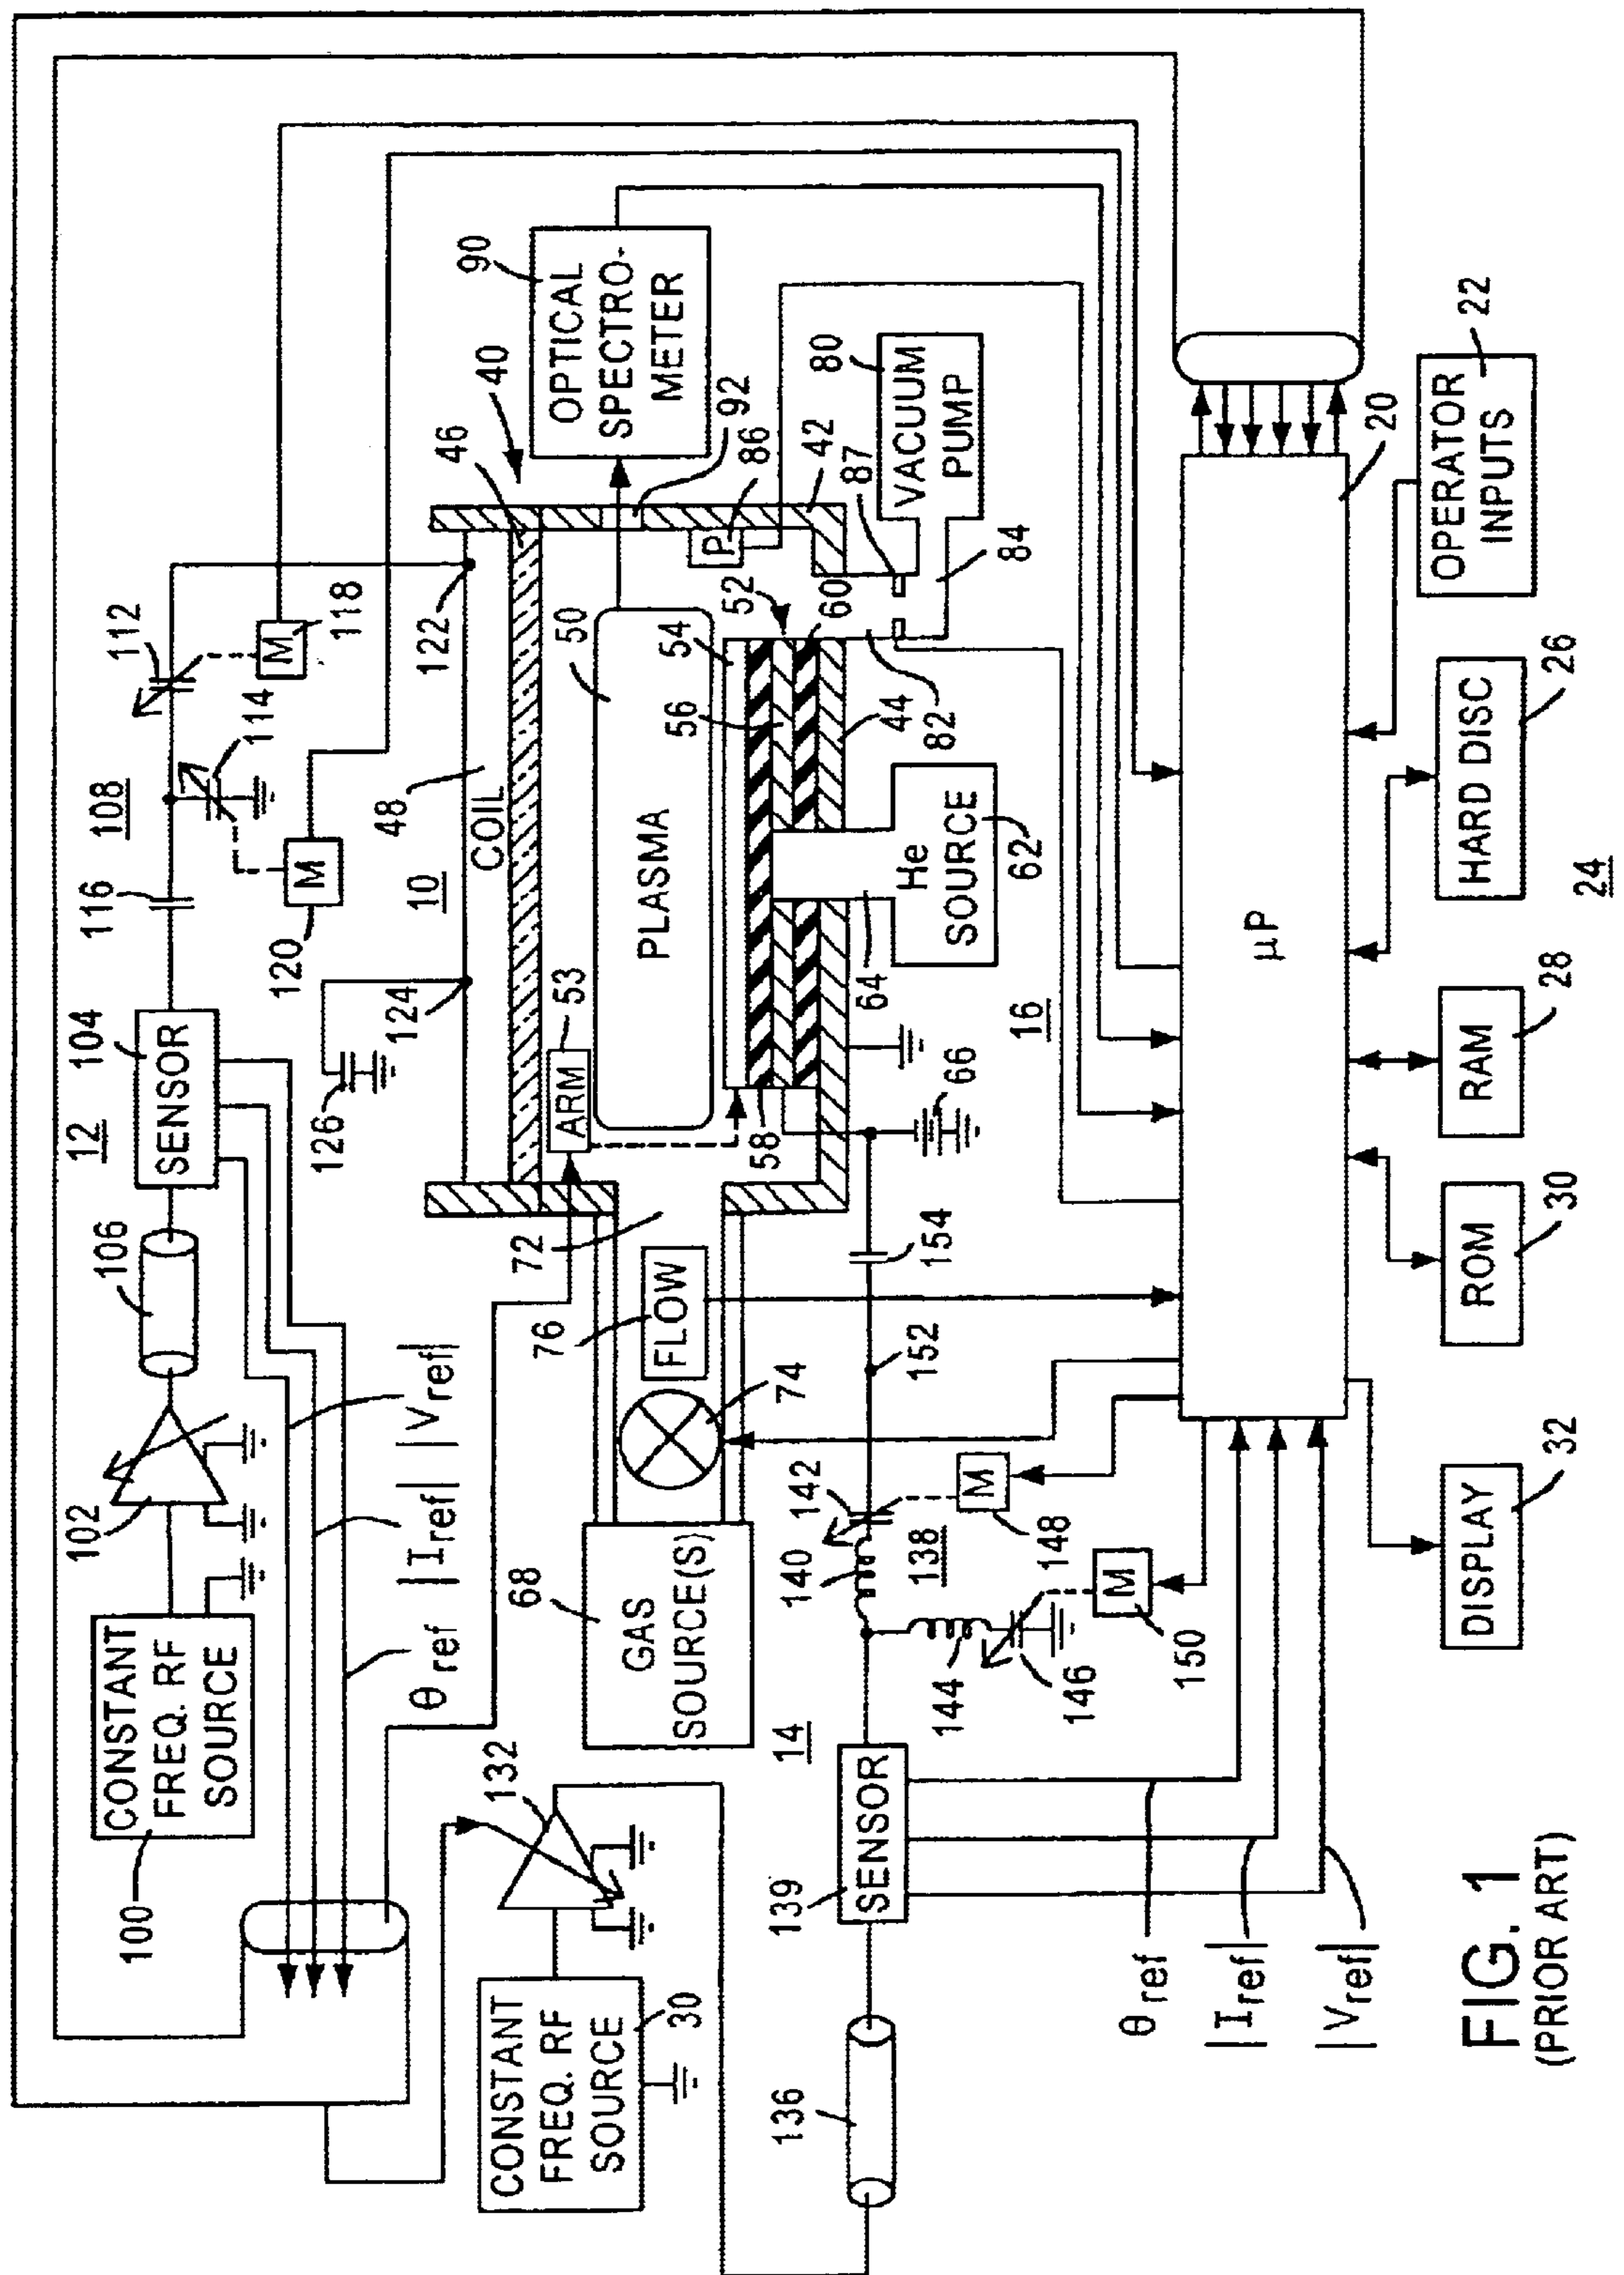 100
CONSTANT
FREQ. RF
SOURCE
102
106
12
104
SENSOR
116
108
112
114
118
M
120
M
126
124
122
|Vref|
|Iref|
θref
10
48
COIL
46
40
90
OPTICAL
SPECTRO-
METER
92
86
P
42
87
80
VACUUM
PUMP
84
82
53
ARM
PLASMA
50
52
54
56
58
60
44
64
He
SOURCE
62
66
16
68
GAS
SOURCE(S)
72
76
FLOW
74
132
CONSTANT
FREQ. RF
SOURCE
30
136
14
139
SENSOR
140
142
138
144
146
148
M
150
M
152
154
θref
|Iref|
|Vref|
μP
20
OPERATOR
INPUTS
22
HARD DISC
26
24
RAM
28
ROM
30
DISPLAY
32
FIG. 1
(PRIOR ART)